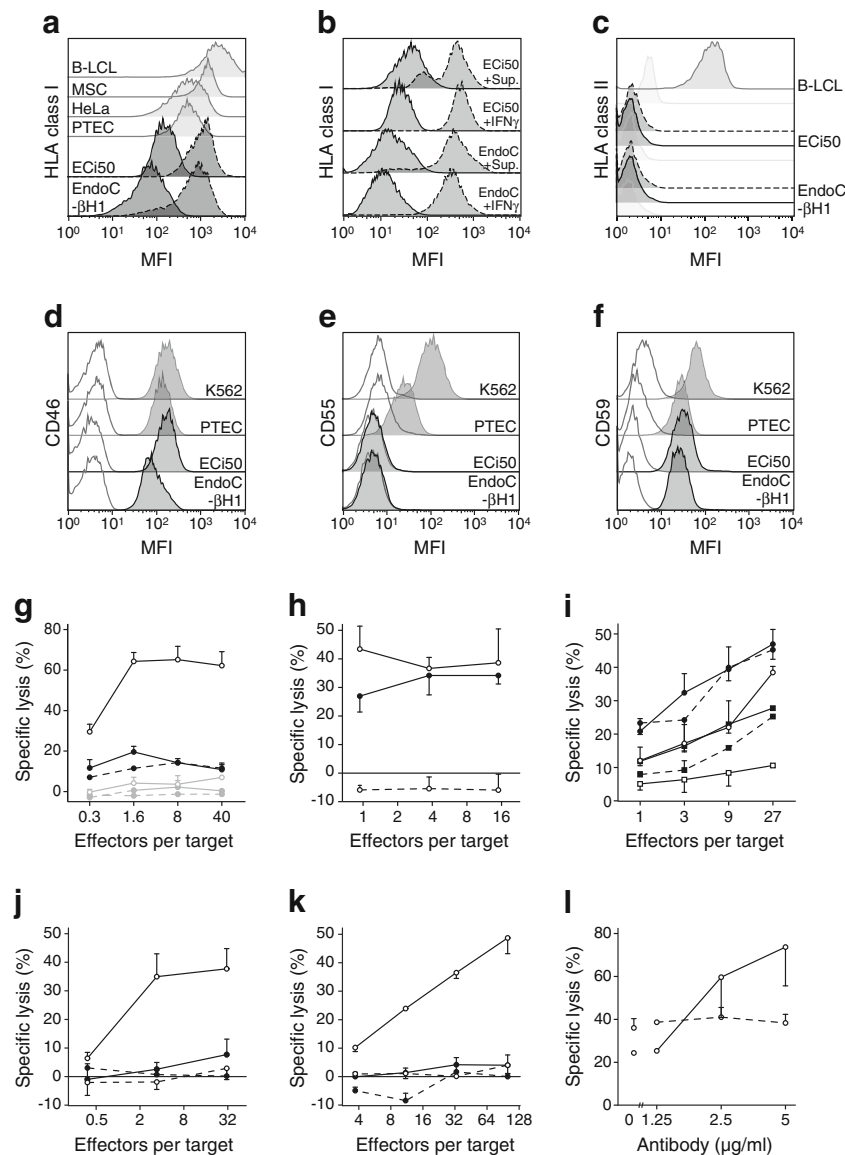 a
HLA class I
B-LCL
MSC
HeLa
PTEC
ECi50
EndoC
-βH1
10⁰ 10¹ 10² 10³ 10⁴
MFI
b
HLA class I
ECi50
+Sup.
ECi50
+IFNγ
EndoC
+Sup.
EndoC
+IFNγ
10⁰ 10¹ 10² 10³ 10⁴
MFI
c
HLA class II
B-LCL
ECi50
EndoC
-βH1
10⁰ 10¹ 10² 10³ 10⁴
MFI
d
CD46
K562
PTEC
ECi50
EndoC
-βH1
10⁰ 10¹ 10² 10³ 10⁴
MFI
e
CD55
K562
PTEC
ECi50
EndoC
-βH1
10⁰ 10¹ 10² 10³ 10⁴
MFI
f
CD59
K562
PTEC
ECi50
EndoC
-βH1
10⁰ 10¹ 10² 10³ 10⁴
MFI
g
Specific lysis (%)
80
60
40
20
0
0.3 1.6 8 40
Effectors per target
h
Specific lysis (%)
50
40
30
20
10
0
-10
1 2 4 8 16
Effectors per target
i
Specific lysis (%)
50
40
30
20
10
0
1 3 9 27
Effectors per target
j
Specific lysis (%)
50
40
30
20
10
0
-10
0.5 2 8 32
Effectors per target
k
Specific lysis (%)
50
40
30
20
10
0
-10
4 8 16 32 64 128
Effectors per target
l
Specific lysis (%)
80
60
40
20
0
0 1.25 2.5 5
Antibody (µg/ml)